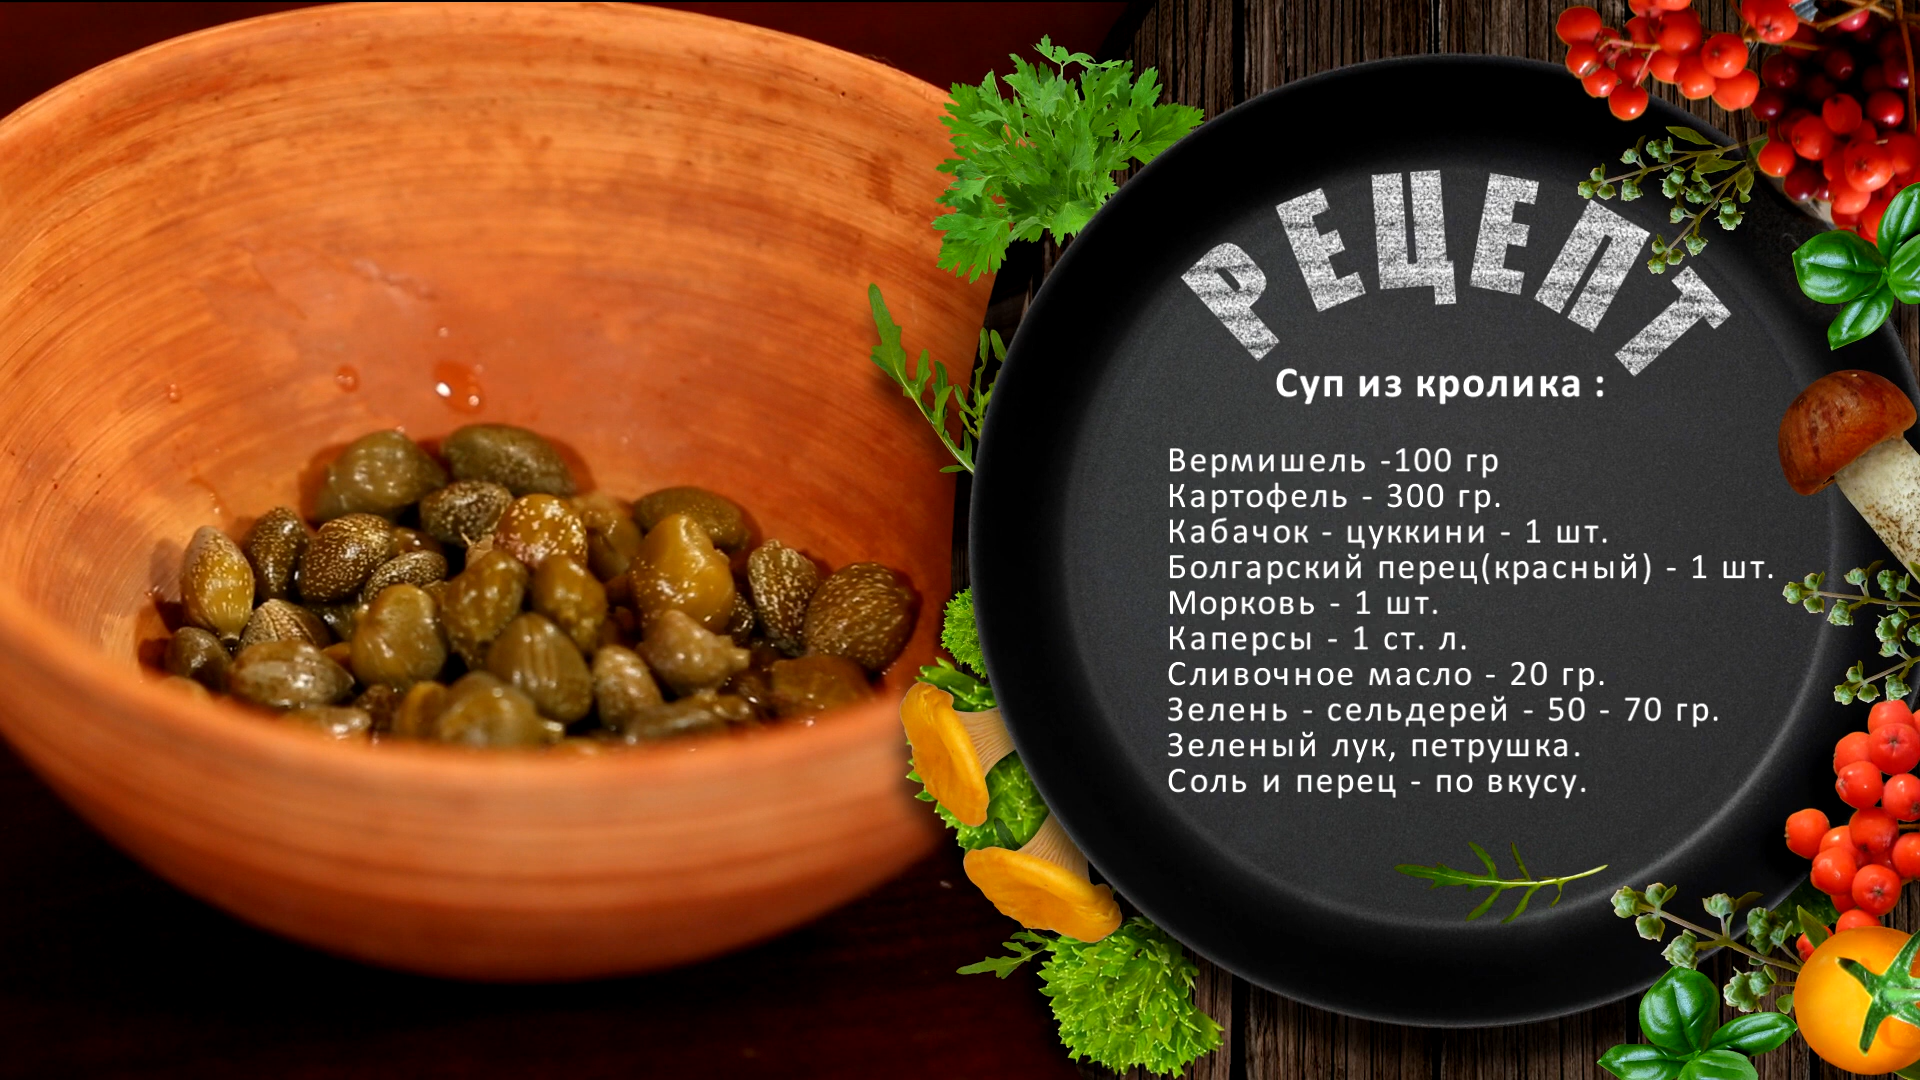 РЕЦЕПТ
Суп из кролика :
Вермишель -100 гр
Картофель - 300 гр.
Кабачок - цуккини - 1 шт.
Болгарский перец(красный) - 1 шт.
Морковь - 1 шт.
Каперсы - 1 ст. л.
Сливочное масло - 20 гр.
Зелень - сельдерей - 50 - 70 гр.
Зеленый лук, петрушка.
Соль и перец - по вкусу.